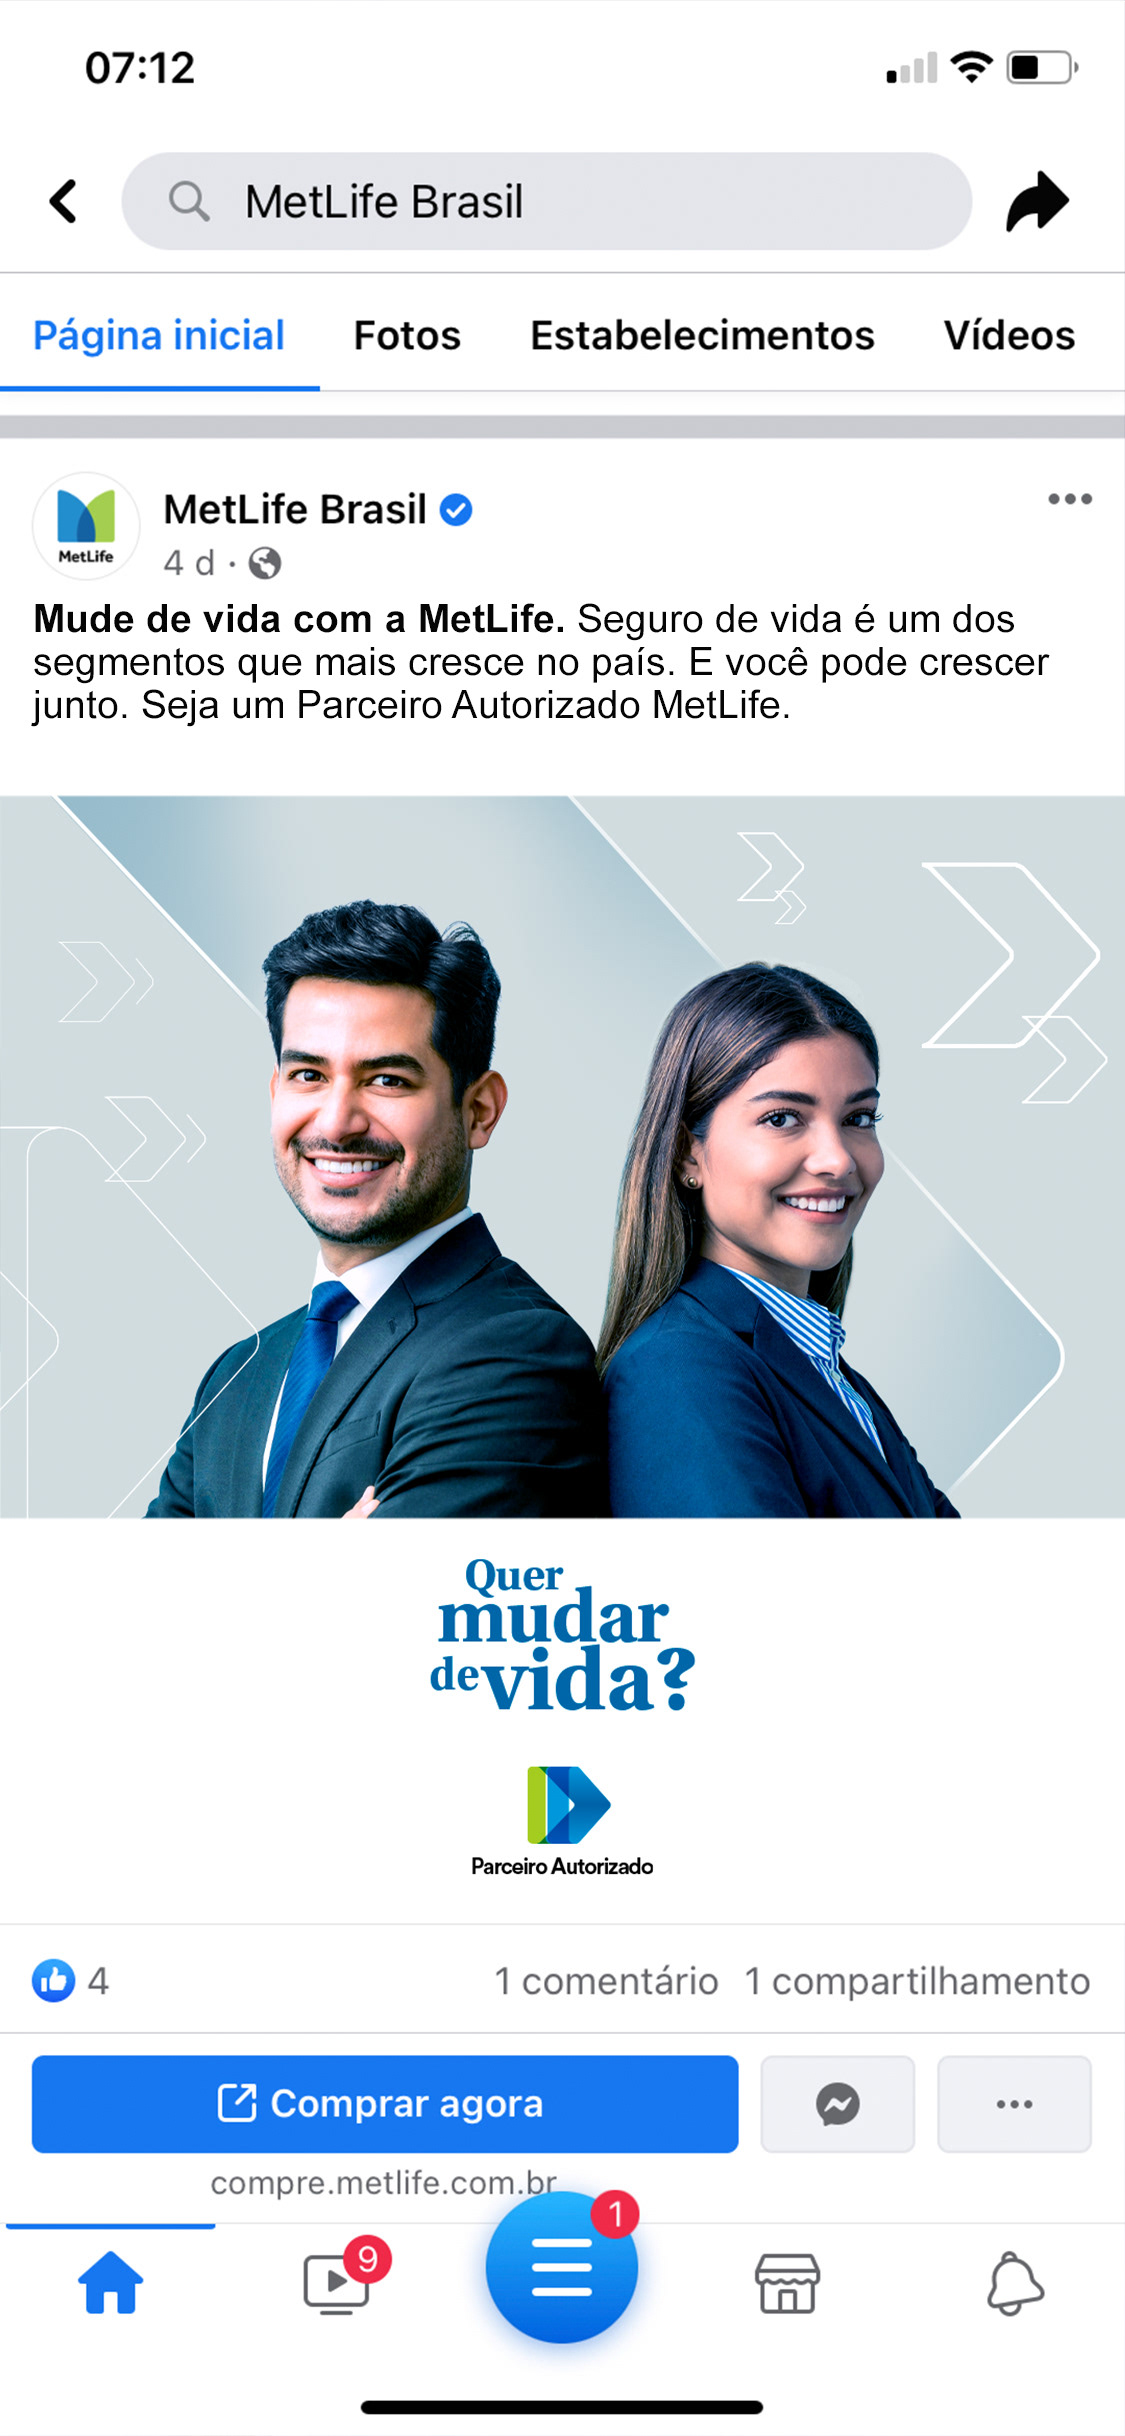 07:12
MetLife Brasil
Página inicial Fotos Estabelecimentos Vídeos
MetLife
MetLife Brasil
4 d ·
Mude de vida com a MetLife. Seguro de vida é um dos
segmentos que mais cresce no país. E você pode crescer
junto. Seja um Parceiro Autorizado MetLife.
Quer
mudar
de vida?
Parceiro Autorizado
4 1 comentário 1 compartilhamento
Comprar agora
compre.metlife.com.br
1
9